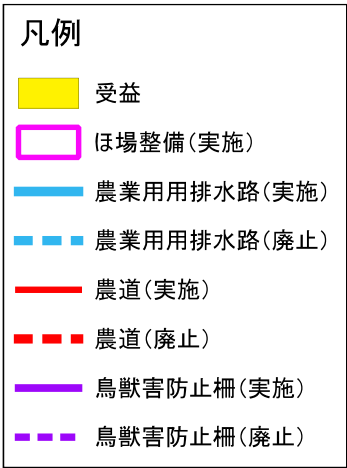 凡例
受益
ほ場整備(実施)
農業用用排水路(実施)
農業用用排水路(廃止)
農道(実施)
農道(廃止)
鳥獣害防止柵(実施)
鳥獣害防止柵(廃止)